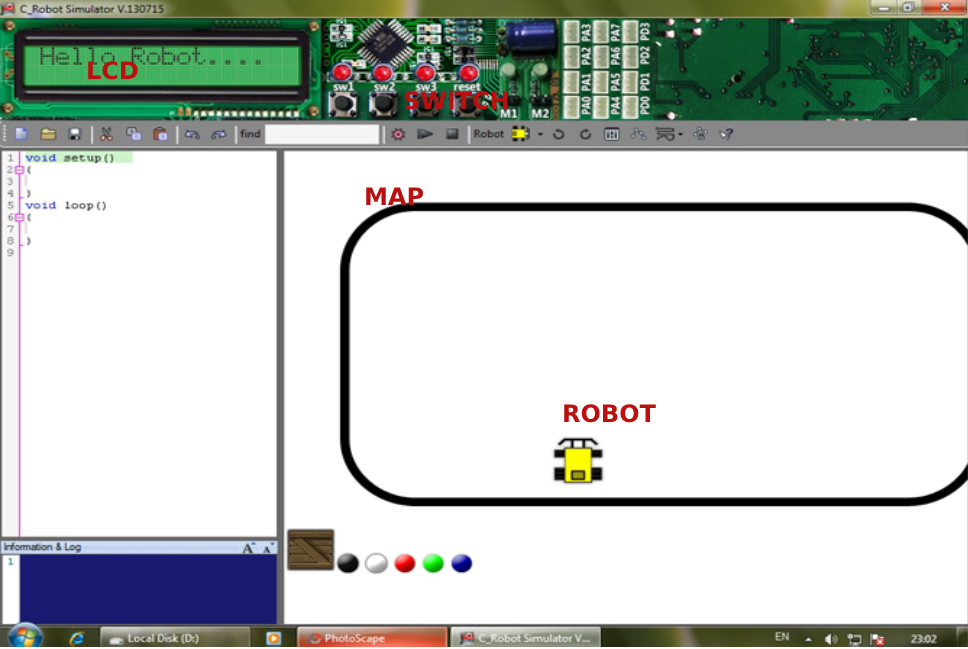 C_Robot Simulator V.130715
Hello Robot....
LCD
sw1 sw2 sw3 reset
SWITCH
M1 M2
PA0 PA1 PA2 PA3
PA4 PA5 PA6 PA7
PD0 PD1 PD2 PD3
find
Robot
1 void setup()
2 {
3
4 }
5 void loop()
6 {
7
8 }
9
MAP
ROBOT
Information & Log
A A
1
Local Disk (D:)
PhotoScape
C_Robot Simulator V...
EN
23:02